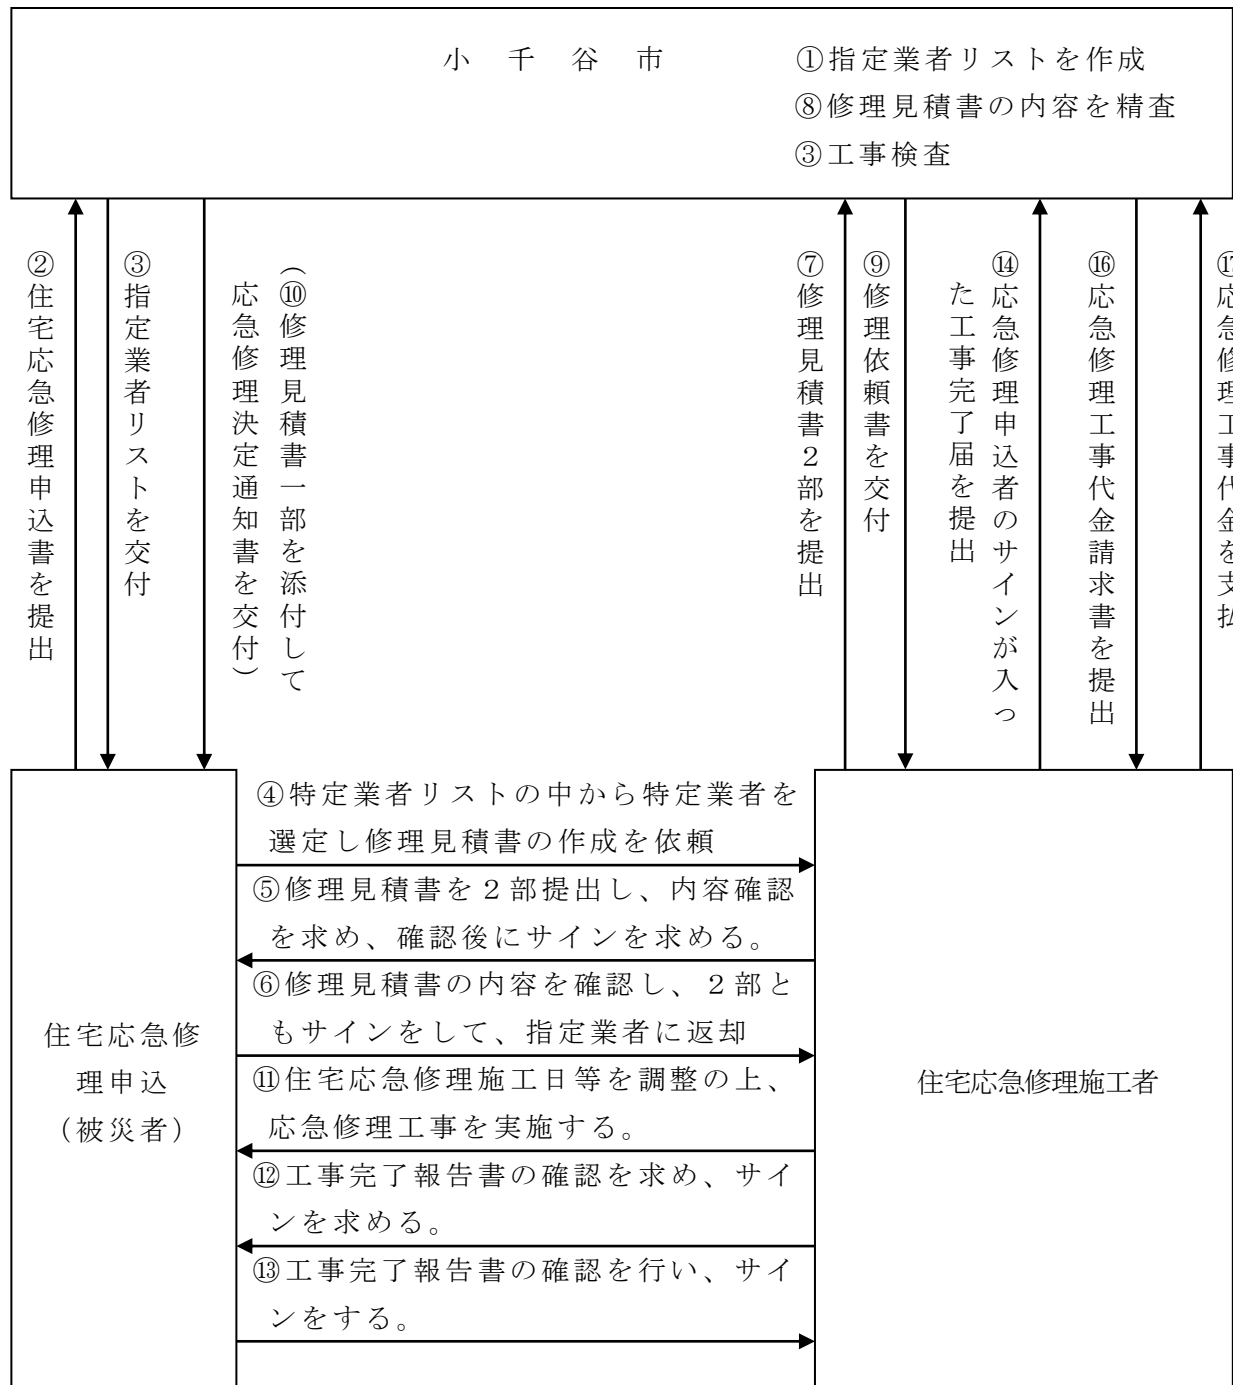 小千谷市
①指定業者リストを作成
⑧修理見積書の内容を精査
③工事検査
②住宅応急修理申込書を提出
③指定業者リストを交付
(⑩修理見積書一部を添付して
応急修理決定通知書を交付)
⑦修理見積書2部を提出
⑨修理依頼書を交付
⑭応急修理申込者のサインが入っ
た工事完了届を提出
⑯応急修理工事代金請求書を提出
⑰応急修理工事代金を支払
④特定業者リストの中から特定業者を
選定し修理見積書の作成を依頼
⑤修理見積書を2部提出し、内容確認
を求め、確認後にサインを求める。
⑥修理見積書の内容を確認し、2部と
もサインをして、指定業者に返却
⑪住宅応急修理施工日等を調整の上、
応急修理工事を実施する。
⑫工事完了報告書の確認を求め、サイ
ンを求める。
⑬工事完了報告書の確認を行い、サイ
ンをする。
住宅応急修
理申込
(被災者)
住宅応急修理施工者